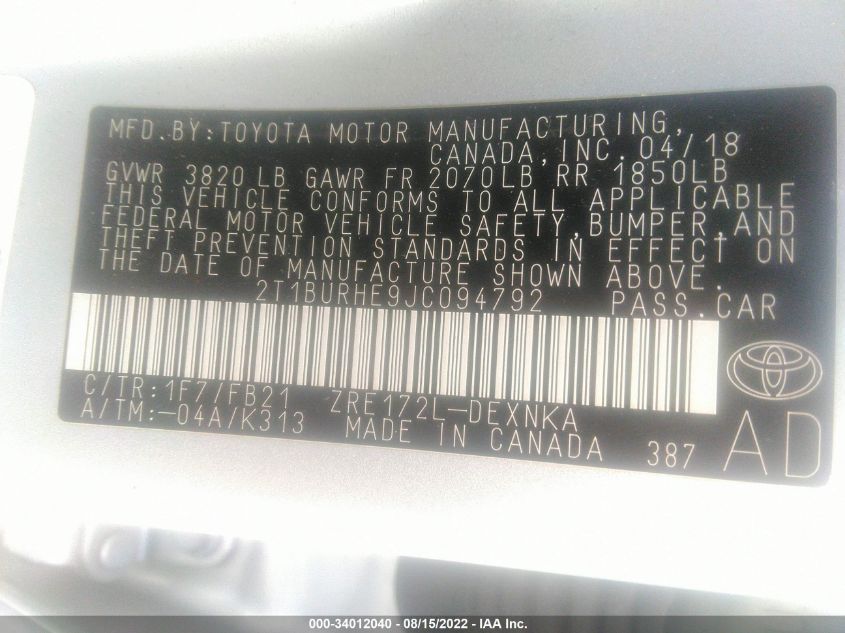 MFD.BY:TOYOTA MOTOR MANUFACTURING,
CANADA,INC.04/18
GVWR 3820 LB GAWR FR 2070LB RR 1850LB
THIS VEHICLE CONFORMS TO ALL APPLICABLE
FEDERAL MOTOR VEHICLE SAFETY,BUMPER,AND
THEFT PREVENTION STANDARDS IN EFFECT ON
THE DATE OF MANUFACTURE SHOWN ABOVE.
2T1BURHE9JC094792 PASS.CAR
C/TR:1F7/FB21 ZRE172L-DEXNKA
A/TM:-04A/K313 MADE IN CANADA 387 AD
000-34012040 - 08/15/2022 - IAA Inc.